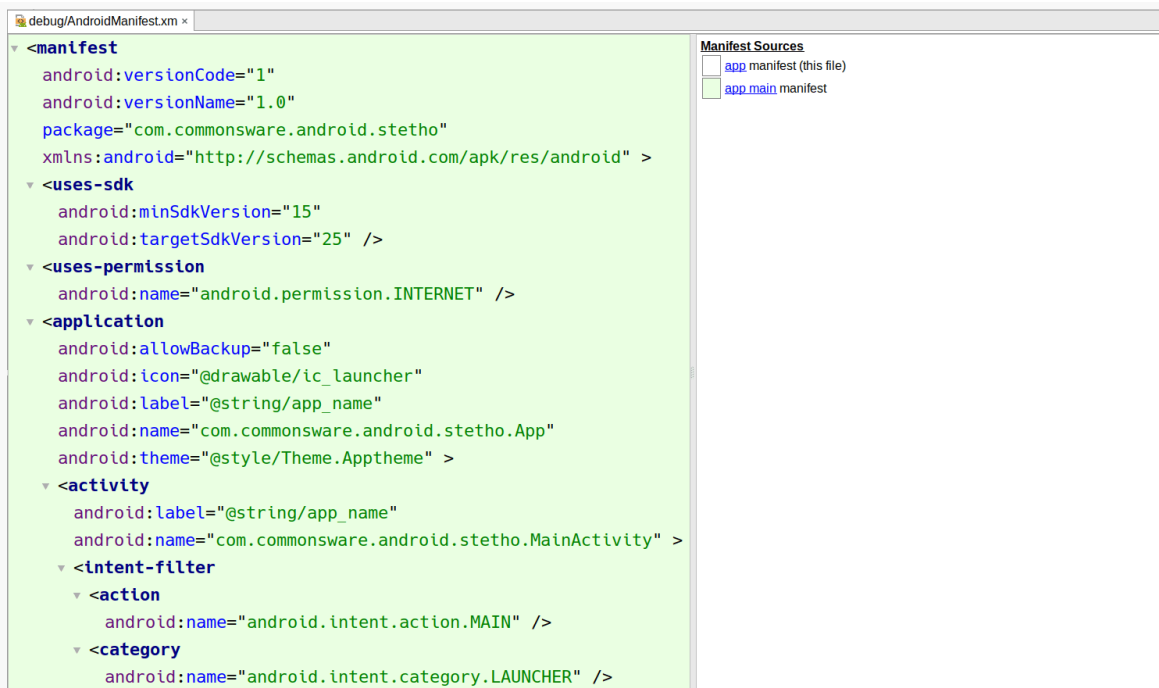 debug/AndroidManifest.xm ×
<manifest
android:versionCode="1"
android:versionName="1.0"
package="com.commonsware.android.stetho"
xmlns:android="http://schemas.android.com/apk/res/android" >
<uses-sdk
android:minSdkVersion="15"
android:targetSdkVersion="25" />
<uses-permission
android:name="android.permission.INTERNET" />
<application
android:allowBackup="false"
android:icon="@drawable/ic_launcher"
android:label="@string/app_name"
android:name="com.commonsware.android.stetho.App"
android:theme="@style/Theme.Apptheme" >
<activity
android:label="@string/app_name"
android:name="com.commonsware.android.stetho.MainActivity" >
<intent-filter
<action
android:name="android.intent.action.MAIN" />
<category
android:name="android.intent.category.LAUNCHER" />
Manifest Sources
app manifest (this file)
app main manifest